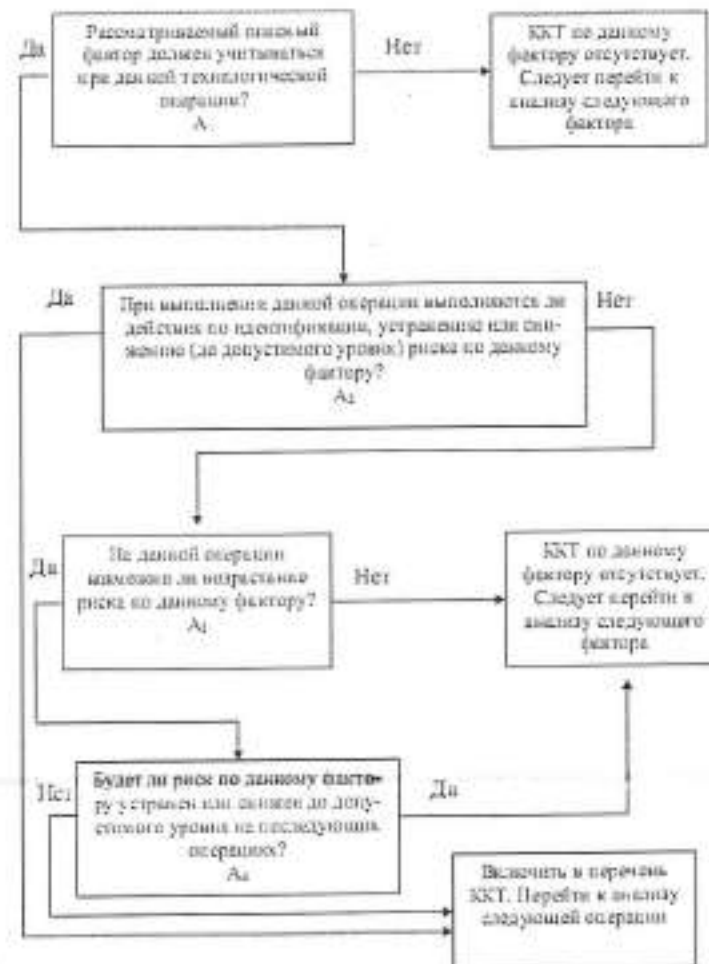 Да
Рассматриваемый опасный
фактор должен учитываться
при данной технологической
операции?
А
Нет
ККТ по данному
фактору отсутствует.
Следует перейти к
анализу следующего
фактора
Да
При выполнении данной операции выполняются ли
действия по идентификации, устранению или сни-
жению (до допустимого уровня) риска по данному
фактору?
А₂
Нет
Да
На данной операции
возможно ли возрастание
риска по данному фактору?
Нет
ККТ по данному
фактору отсутствует.
Следует перейти к
анализу следующего
фактора
Нет
Будет ли риск по данному факто-
ру устранен или снижен до допу-
стимого уровня на последующих
операциях?
А₄
Да
Включить в перечень
ККТ. Перейти к анализу
следующей операции